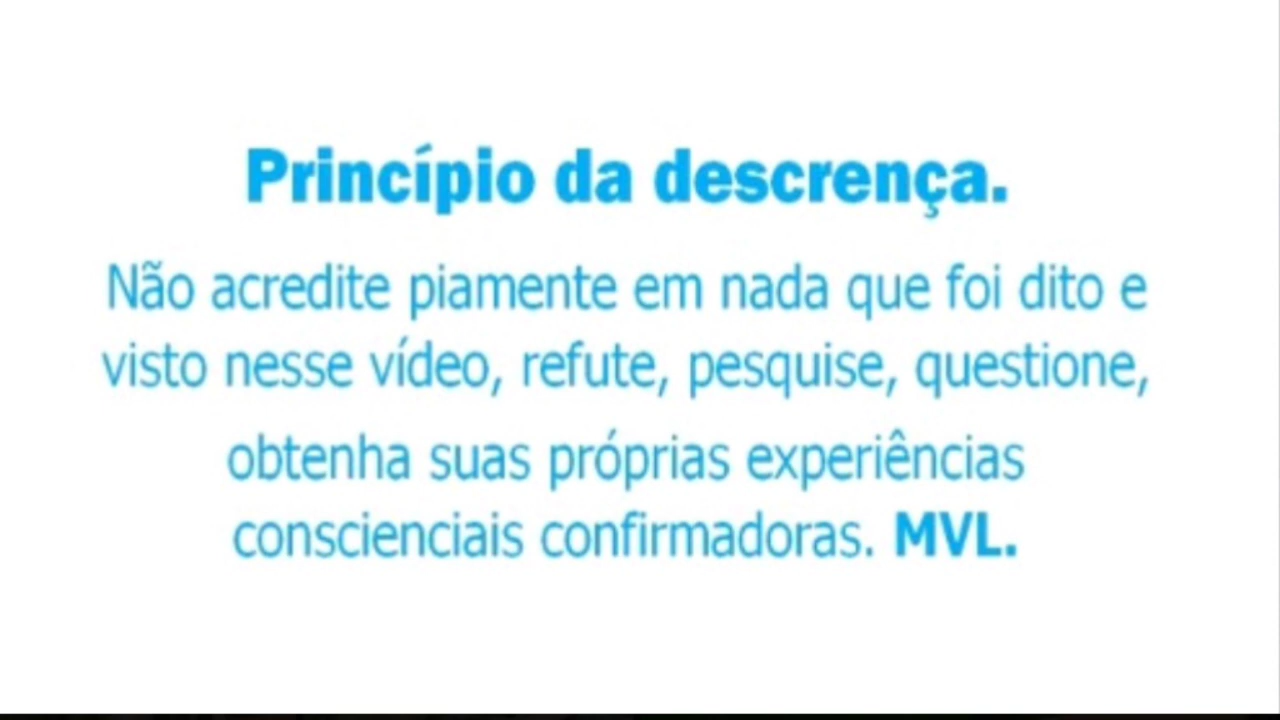 Princípio da descrença.
Não acredite piamente em nada que foi dito e
visto nesse vídeo, refute, pesquise, questione,
obtenha suas próprias experiências
conscienciais confirmadoras. MVL.